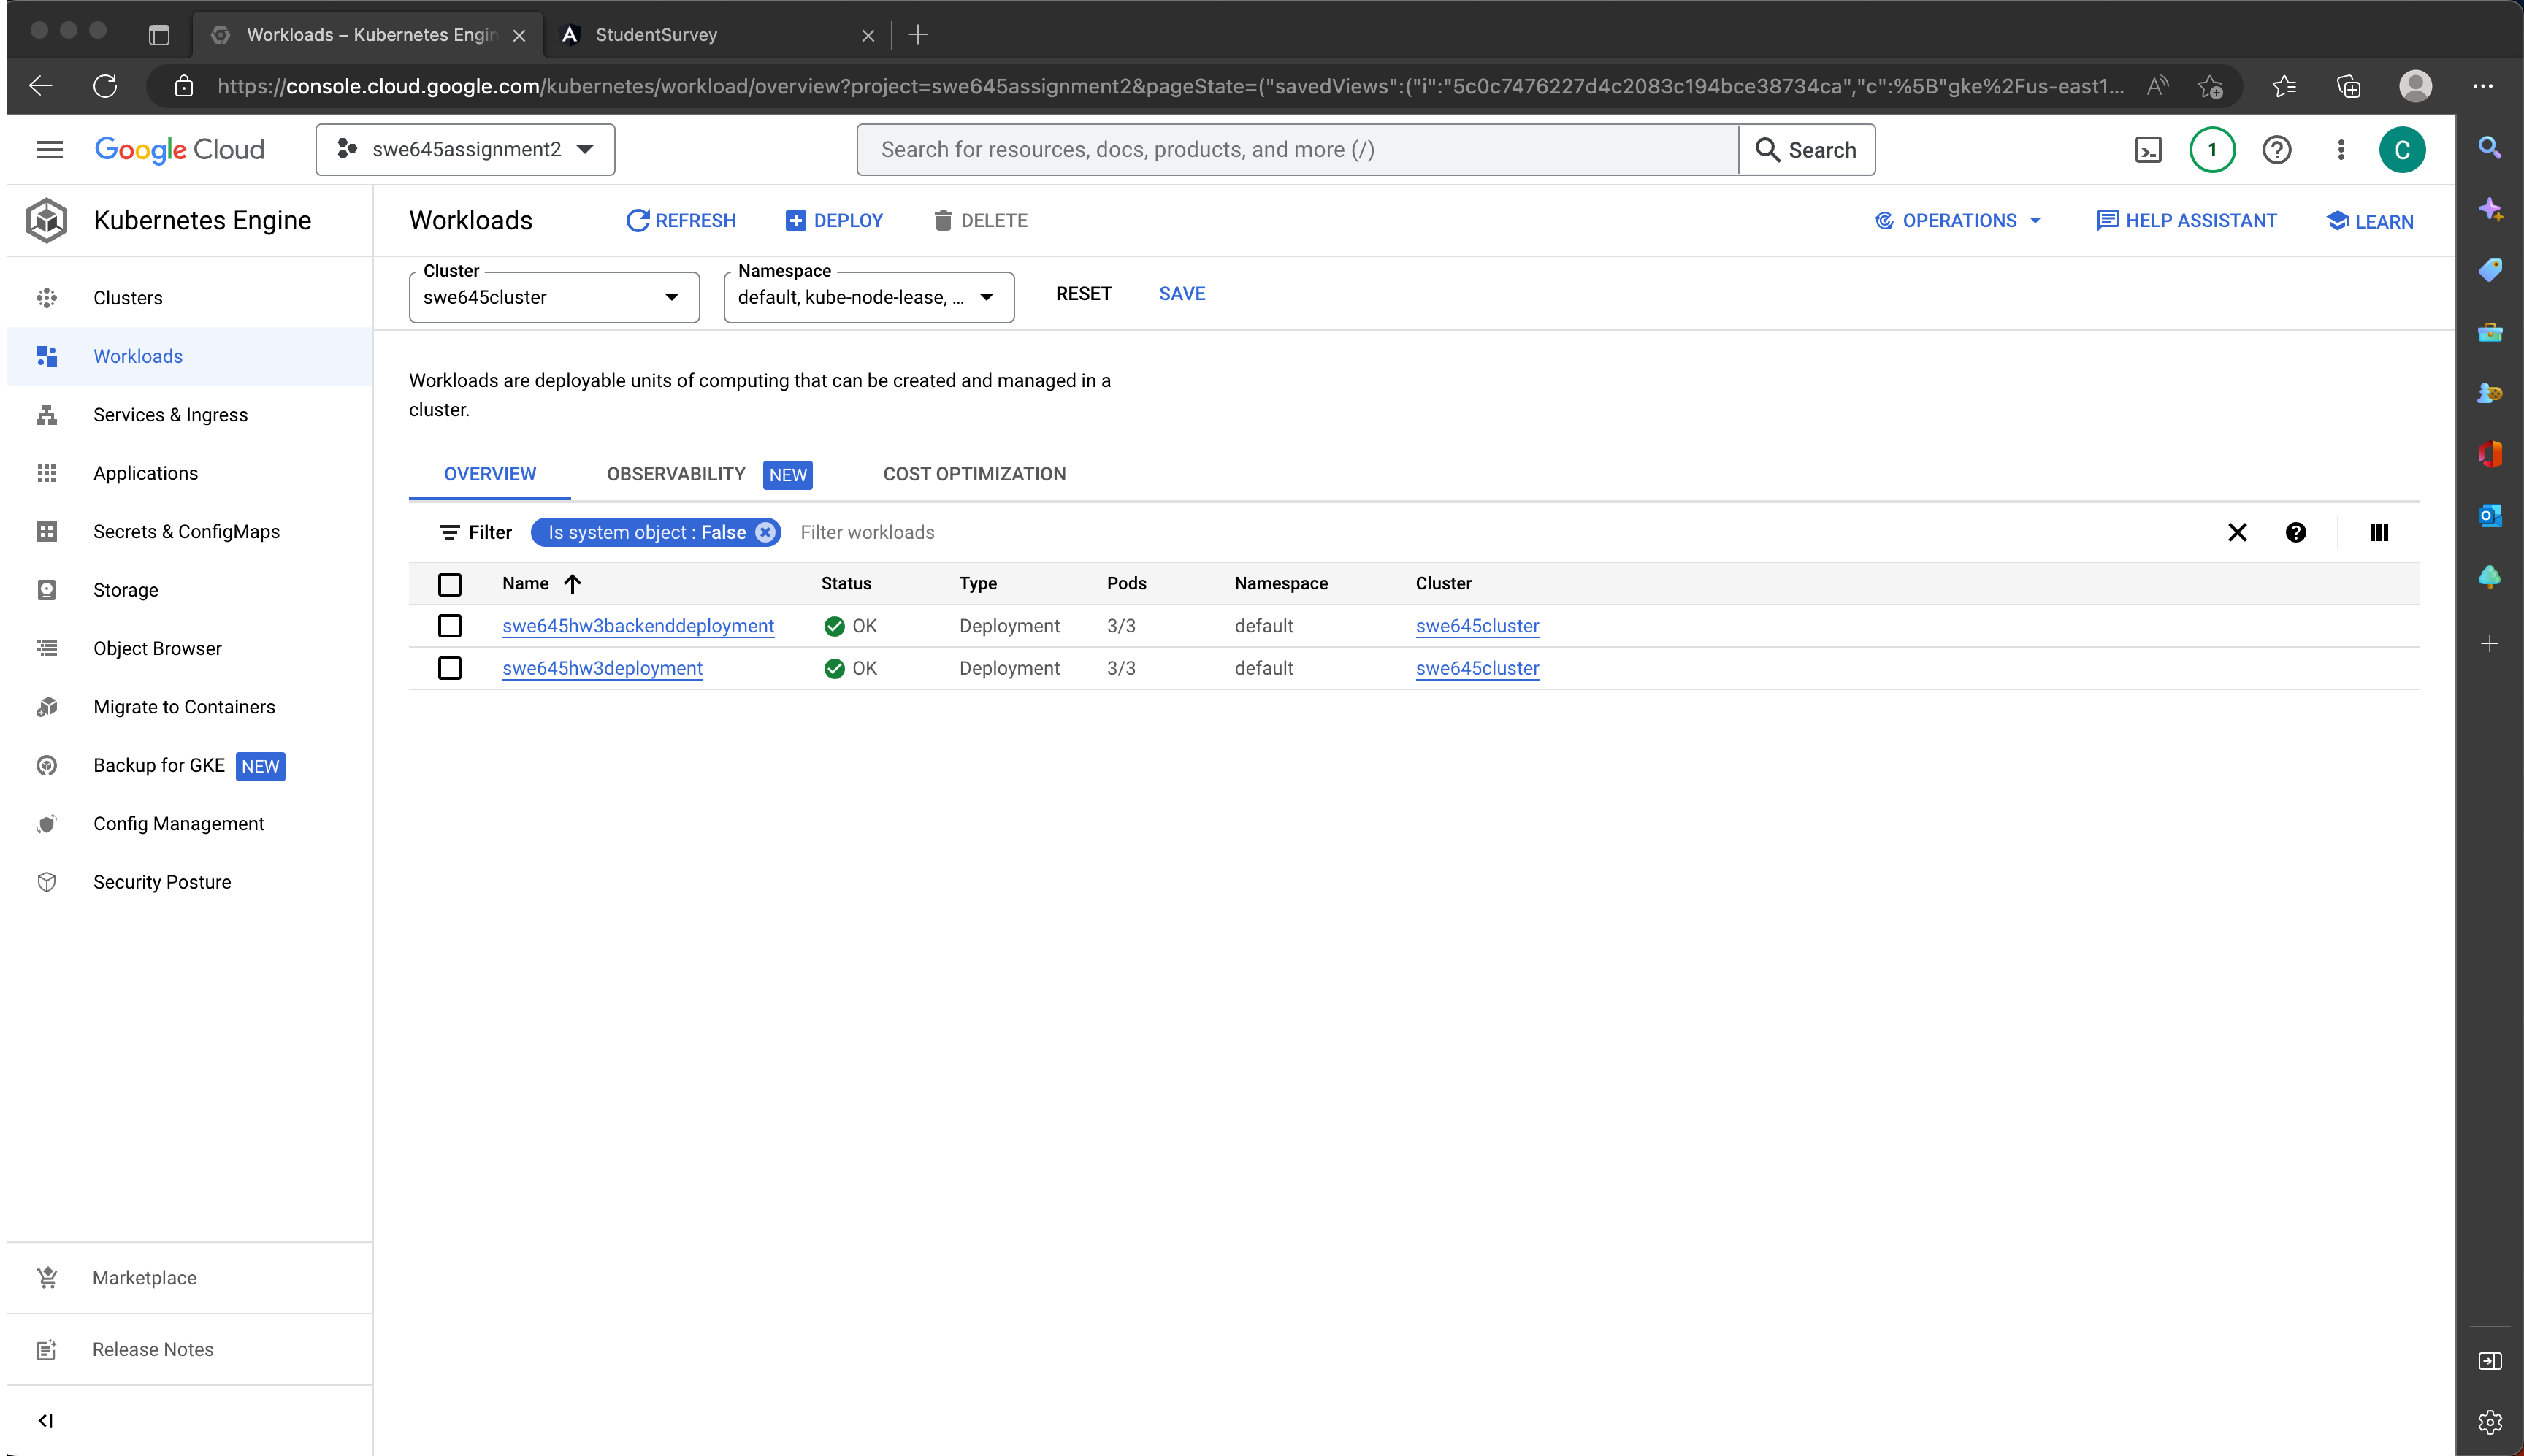 Workloads – Kubernetes Engin
StudentSurvey
https://console.cloud.google.com/kubernetes/workload/overview?project=swe645assignment2&pageState=("savedViews":("i":"5c0c7476227d4c2083c194bce38734ca","c":%5B"gke%2Fus-east1...
Google Cloud
swe645assignment2
Search for resources, docs, products, and more (/)
Search
1
C
Kubernetes Engine
Workloads
REFRESH
DEPLOY
DELETE
OPERATIONS
HELP ASSISTANT
LEARN
Clusters
Workloads
Services & Ingress
Applications
Secrets & ConfigMaps
Storage
Object Browser
Migrate to Containers
Backup for GKE NEW
Config Management
Security Posture
Marketplace
Release Notes
Cluster
swe645cluster
Namespace
default, kube-node-lease, ...
RESET
SAVE
Workloads are deployable units of computing that can be created and managed in a
cluster.
OVERVIEW
OBSERVABILITY NEW
COST OPTIMIZATION
Filter
Is system object : False
Filter workloads
Name Status Type Pods Namespace Cluster
swe645hw3backenddeployment OK Deployment 3/3 default swe645cluster
swe645hw3deployment OK Deployment 3/3 default swe645cluster